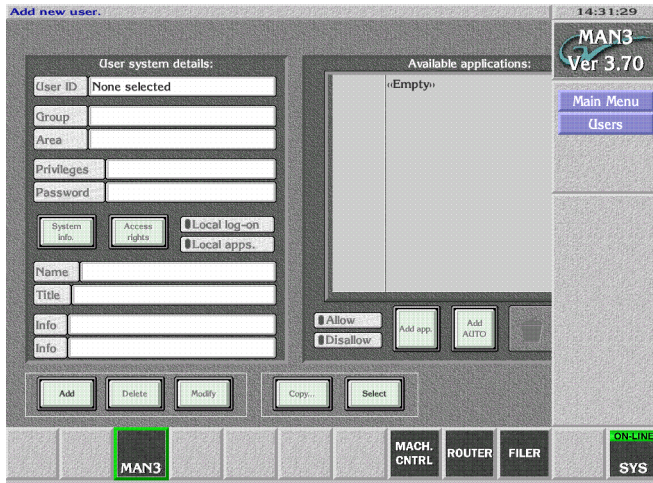 Add new user.
14:31:29
MAN3
Ver 3.70
User system details:
Available applications:
User ID
None selected
‹‹Empty››
Main Menu
Users
Group
Area
Privileges
Password
System
info.
Access
rights
Local log-on
Local apps.
Name
Title
Info
Info
Allow
Disallow
Add app.
Add
AUTO
Add
Delete
Modify
Copy...
Select
MAN3
MACH.
CNTRL
ROUTER
FILER
ON-LINE
SYS